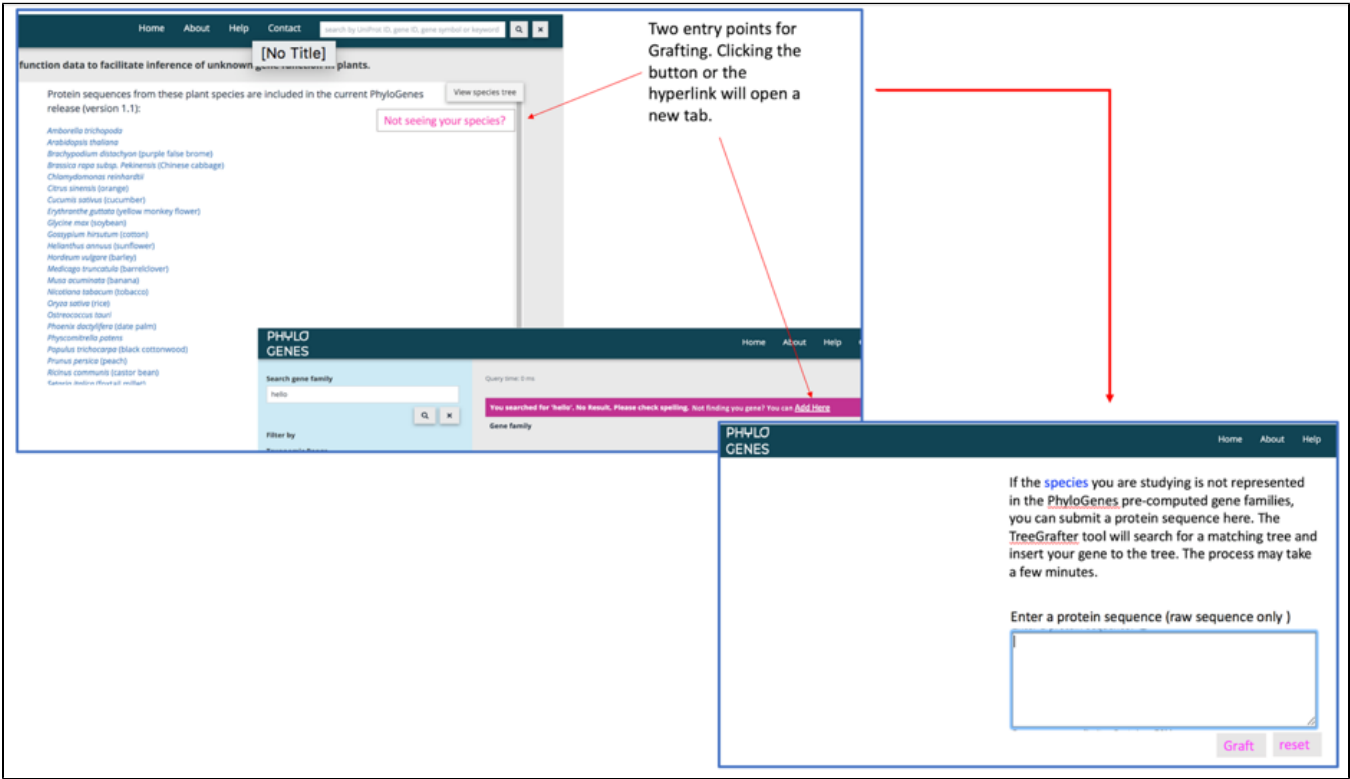 Home About Help Contact search by UniProt ID, gene ID, gene symbol or keyword
[No Title]
function data to facilitate inference of unknown gene function in plants.
Protein sequences from these plant species are included in the current PhyloGenes
release (version 1.1):
View species tree
Not seeing your species?
Amborella trichopoda
Arabidopsis thaliana
Brachypodium distachyon (purple false brome)
Brassica rapa subsp. Pekinensis (Chinese cabbage)
Chlamydomonas reinhardtii
Citrus sinensis (orange)
Cucumis sativus (cucumber)
Erythranthe guttata (yellow monkey flower)
Glycine max (soybean)
Gossypium hirsutum (cotton)
Helianthus annuus (sunflower)
Hordeum vulgare (barley)
Medicago truncatula (barrelclover)
Musa acuminata (banana)
Nicotiana tabacum (tobacco)
Oryza sativa (rice)
Ostreococcus tauri
Phoenix dactylifera (date palm)
Physcomitrella patens
Populus trichocarpa (black cottonwood)
Prunus persica (peach)
Ricinus communis (castor bean)
Setaria italica (foxtail millet)
Two entry points for
Grafting. Clicking the
button or the
hyperlink will open a
new tab.
PHYLO
GENES
Home About Help
Search gene family
hello
Filter by
Query time: 0 ms
You searched for 'hello', No Result. Please check spelling. Not finding you gene? You can Add Here
Gene family
PHYLO
GENES
Home About Help
If the species you are studying is not represented
in the PhyloGenes pre-computed gene families,
you can submit a protein sequence here. The
TreeGrafter tool will search for a matching tree and
insert your gene to the tree. The process may take
a few minutes.
Enter a protein sequence (raw sequence only )
Graft reset